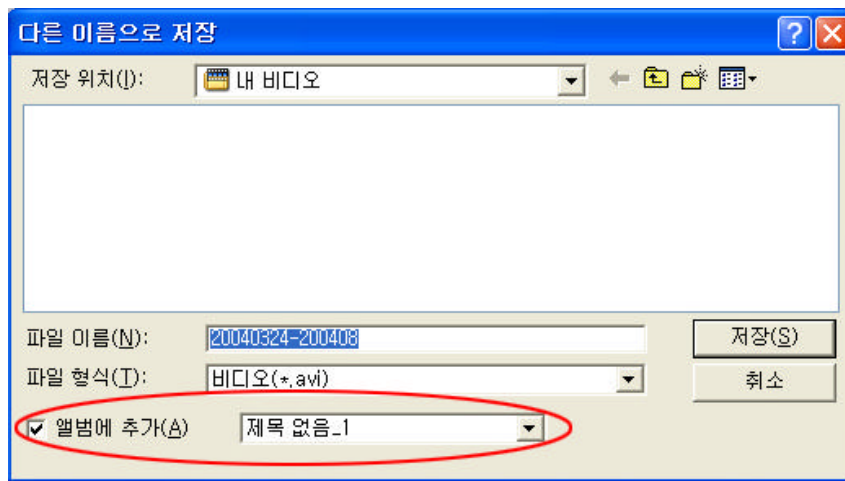 다른 이름으로 저장
저장 위치(I): 내 비디오
파일 이름(N): 20040324-200408 저장(S)
파일 형식(T): 비디오(*.avi) 취소
앨범에 추가(A) 제목 없음_1